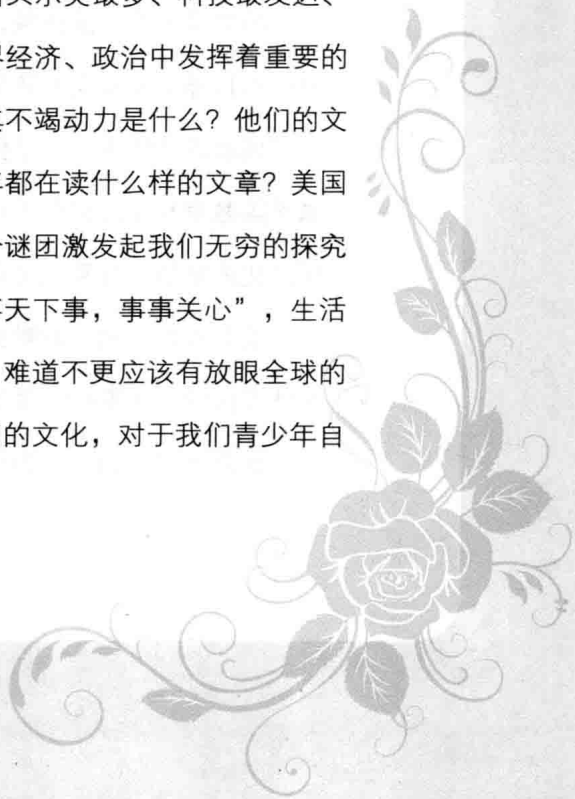 贝尔奖最多、科技最发达、
经济、政治中发挥着重要的
不竭动力是什么？他们的文
都在读什么样的文章？美国
谜团激发起我们无穷的探究
天下事，事事关心”，生活
难道不更应该有放眼全球的
的文化，对于我们青少年自